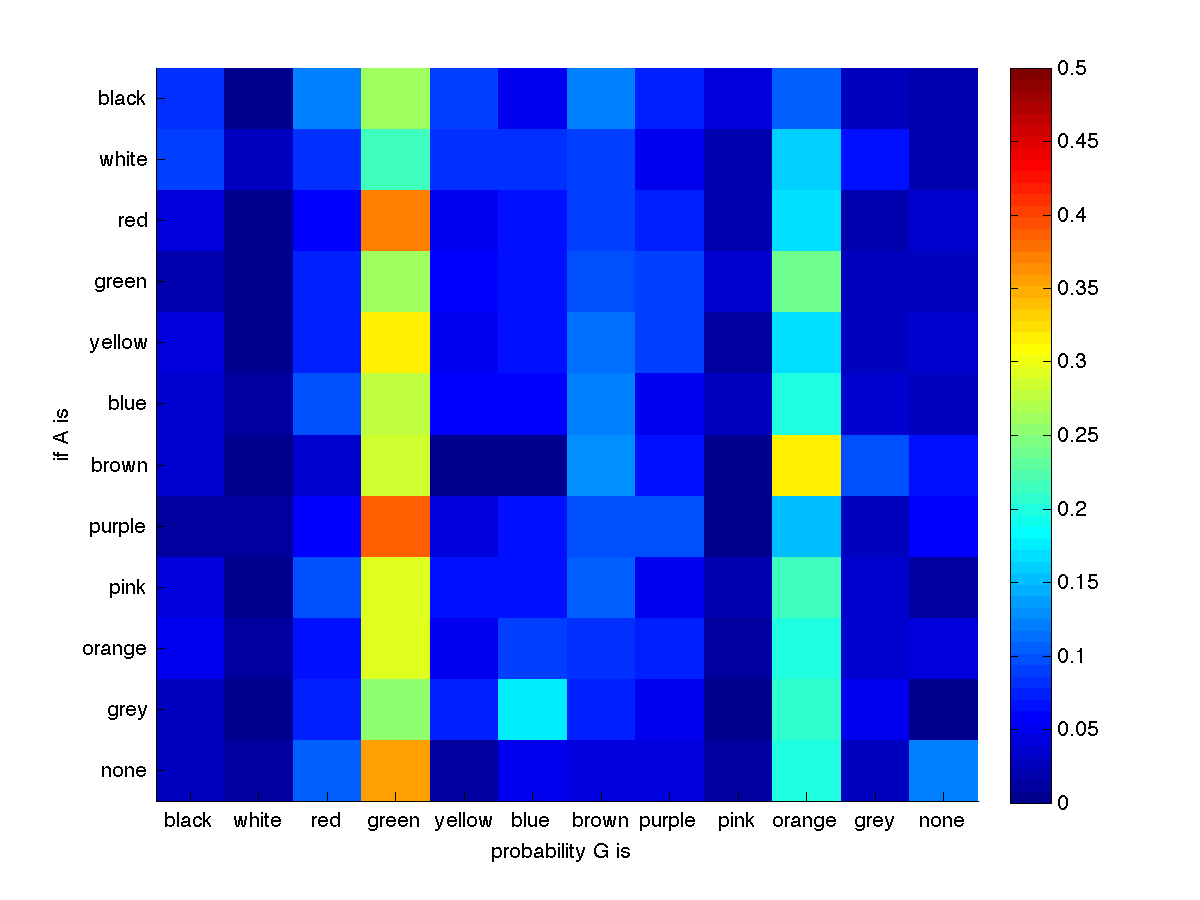 black
white
red
green
yellow
blue
brown
purple
pink
orange
grey
none
if A is
black white red green yellow blue brown purple pink orange grey none
probability G is
0.5
0.45
0.4
0.35
0.3
0.25
0.2
0.15
0.1
0.05
0